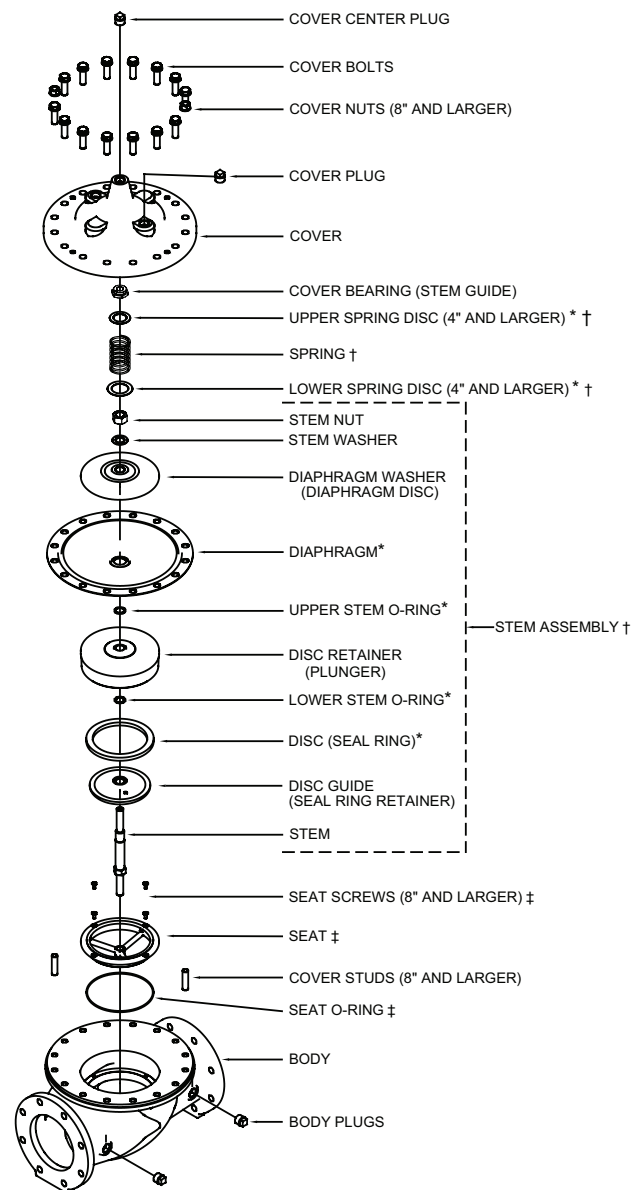 COVER CENTER PLUG
COVER BOLTS
COVER NUTS (8" AND LARGER)
COVER PLUG
COVER
COVER BEARING (STEM GUIDE)
UPPER SPRING DISC (4" AND LARGER) * †
SPRING †
LOWER SPRING DISC (4" AND LARGER) * †
STEM NUT
STEM WASHER
DIAPHRAGM WASHER
(DIAPHRAGM DISC)
DIAPHRAGM*
UPPER STEM O-RING*
STEM ASSEMBLY †
DISC RETAINER
(PLUNGER)
LOWER STEM O-RING*
DISC (SEAL RING)*
DISC GUIDE
(SEAL RING RETAINER)
STEM
SEAT SCREWS (8" AND LARGER) ‡
SEAT ‡
COVER STUDS (8" AND LARGER)
SEAT O-RING ‡
BODY
BODY PLUGS